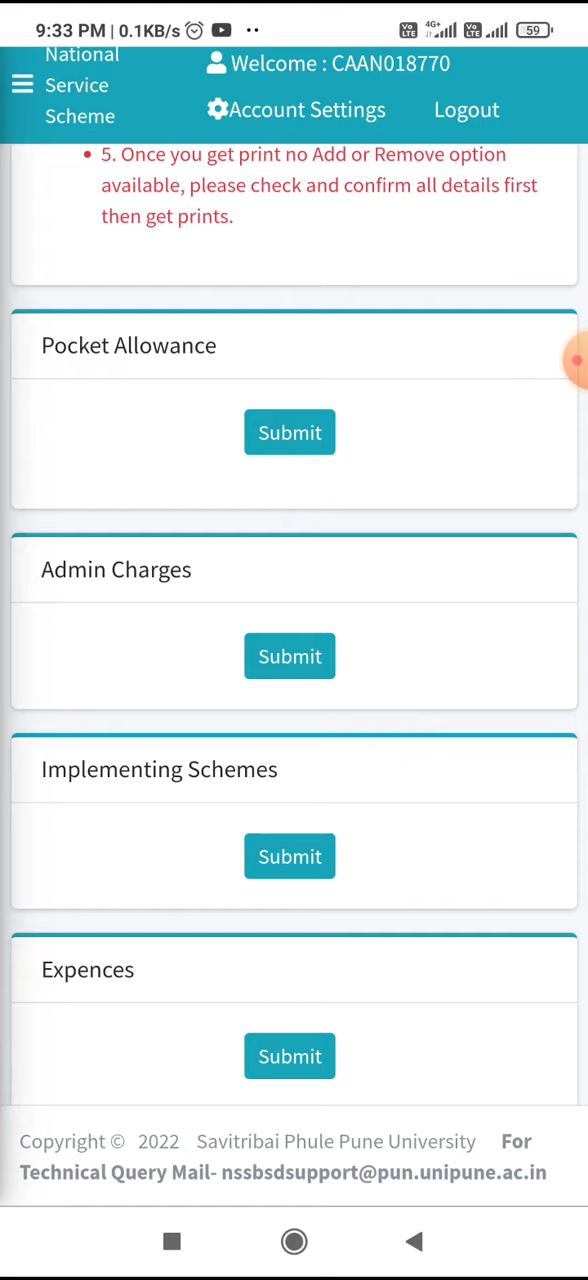 9:33 PM | 0.1KB/s
4G+
59
National
Service
Scheme
Welcome : CAAN018770
Account Settings
Logout
5. Once you get print no Add or Remove option
available, please check and confirm all details first
then get prints.
Pocket Allowance
Submit
Admin Charges
Submit
Implementing Schemes
Submit
Expences
Submit
Copyright © 2022 Savitribai Phule Pune University For
Technical Query Mail- nssbsdsupport@pun.unipune.ac.in